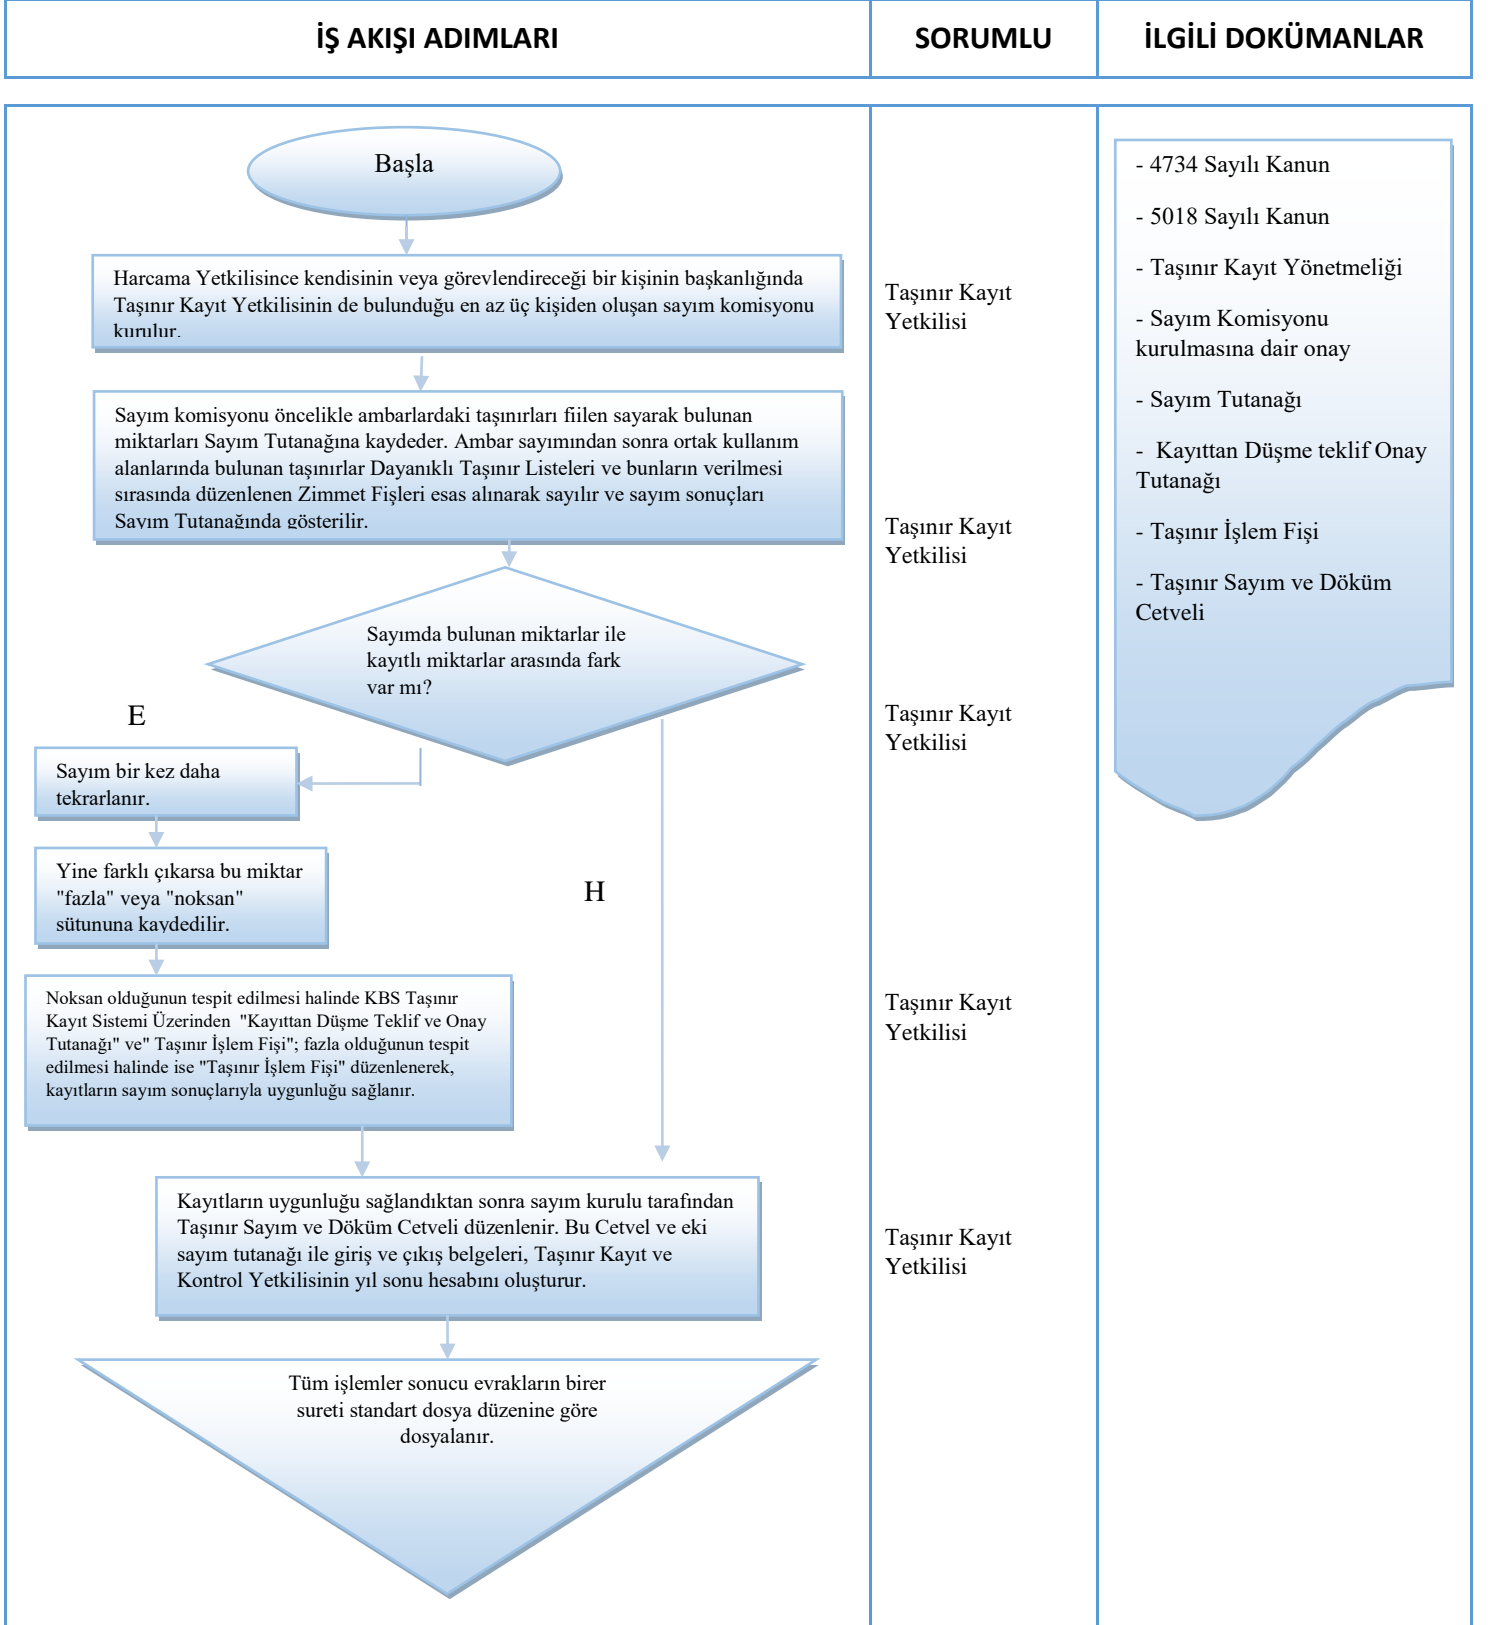 İŞ AKIŞI ADIMLARI
SORUMLU
İLGİLİ DOKÜMANLAR
Başla
Harcama Yetkilisince kendisinin veya görevlendireceği bir kişinin başkanlığında
Taşınır Kayıt Yetkilisinin de bulunduğu en az üç kişiden oluşan sayım komisyonu
kurulur.
Sayım komisyonu öncelikle ambarlardaki taşınırları fiilen sayarak bulunan
miktarları Sayım Tutanağına kaydeder. Ambar sayımından sonra ortak kullanım
alanlarında bulunan taşınırlar Dayanıklı Taşınır Listeleri ve bunların verilmesi
sırasında düzenlenen Zimmet Fişleri esas alınarak sayılır ve sayım sonuçları
Sayım Tutanağında gösterilir.
Sayımda bulunan miktarlar ile
kayıtlı miktarlar arasında fark
var mı?
E
Sayım bir kez daha
tekrarlanır.
Yine farklı çıkarsa bu miktar
"fazla" veya "noksan"
sütununa kaydedilir.
H
Noksan olduğunun tespit edilmesi halinde KBS Taşınır
Kayıt Sistemi Üzerinden  "Kayıttan Düşme Teklif ve Onay
Tutanağı" ve" Taşınır İşlem Fişi"; fazla olduğunun tespit
edilmesi halinde ise "Taşınır İşlem Fişi" düzenlenerek,
kayıtların sayım sonuçlarıyla uygunluğu sağlanır.
Kayıtların uygunluğu sağlandıktan sonra sayım kurulu tarafından
Taşınır Sayım ve Döküm Cetveli düzenlenir. Bu Cetvel ve eki
sayım tutanağı ile giriş ve çıkış belgeleri, Taşınır Kayıt ve
Kontrol Yetkilisinin yıl sonu hesabını oluşturur.
Tüm işlemler sonucu evrakların birer
sureti standart dosya düzenine göre
dosyalanır.
Taşınır Kayıt
Yetkilisi
Taşınır Kayıt
Yetkilisi
Taşınır Kayıt
Yetkilisi
Taşınır Kayıt
Yetkilisi
Taşınır Kayıt
Yetkilisi
- 4734 Sayılı Kanun
- 5018 Sayılı Kanun
- Taşınır Kayıt Yönetmeliği
- Sayım Komisyonu
kurulmasına dair onay
- Sayım Tutanağı
-  Kayıttan Düşme teklif Onay
Tutanağı
- Taşınır İşlem Fişi
- Taşınır Sayım ve Döküm
Cetveli